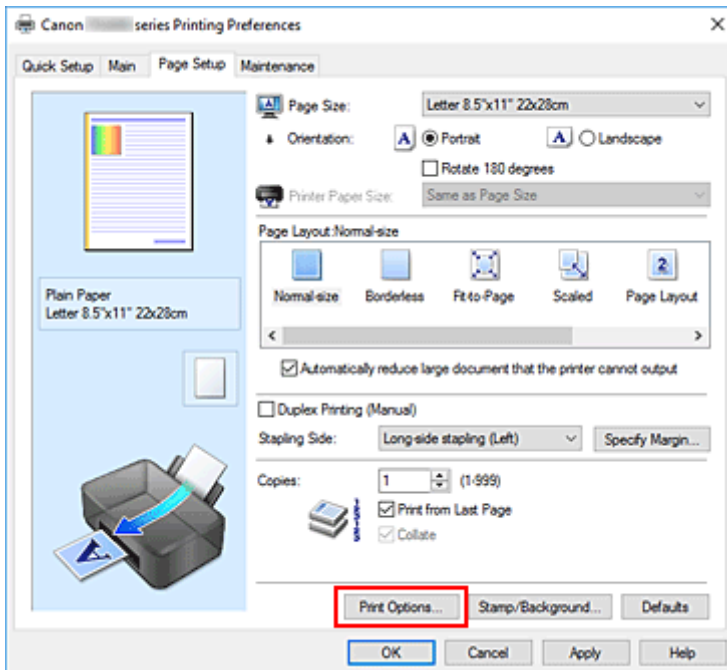 Canon series Printing Preferences
Quick Setup Main Page Setup Maintenance
Page Size: Letter 8.5"x11" 22x28cm
Orientation: A Portrait A Landscape
Rotate 180 degrees
Printer Paper Size: Same as Page Size
Page Layout:Normal-size
2
Normal-size Borderless Fit-to-Page Scaled Page Layout
Plain Paper
Letter 8.5"x11" 22x28cm
Automatically reduce large document that the printer cannot output
Duplex Printing (Manual)
Stapling Side: Long-side stapling (Left) Specify Margin...
Copies: 1 (1-999)
Print from Last Page
Collate
A
Print Options... Stamp/Background... Defaults
OK Cancel Apply Help